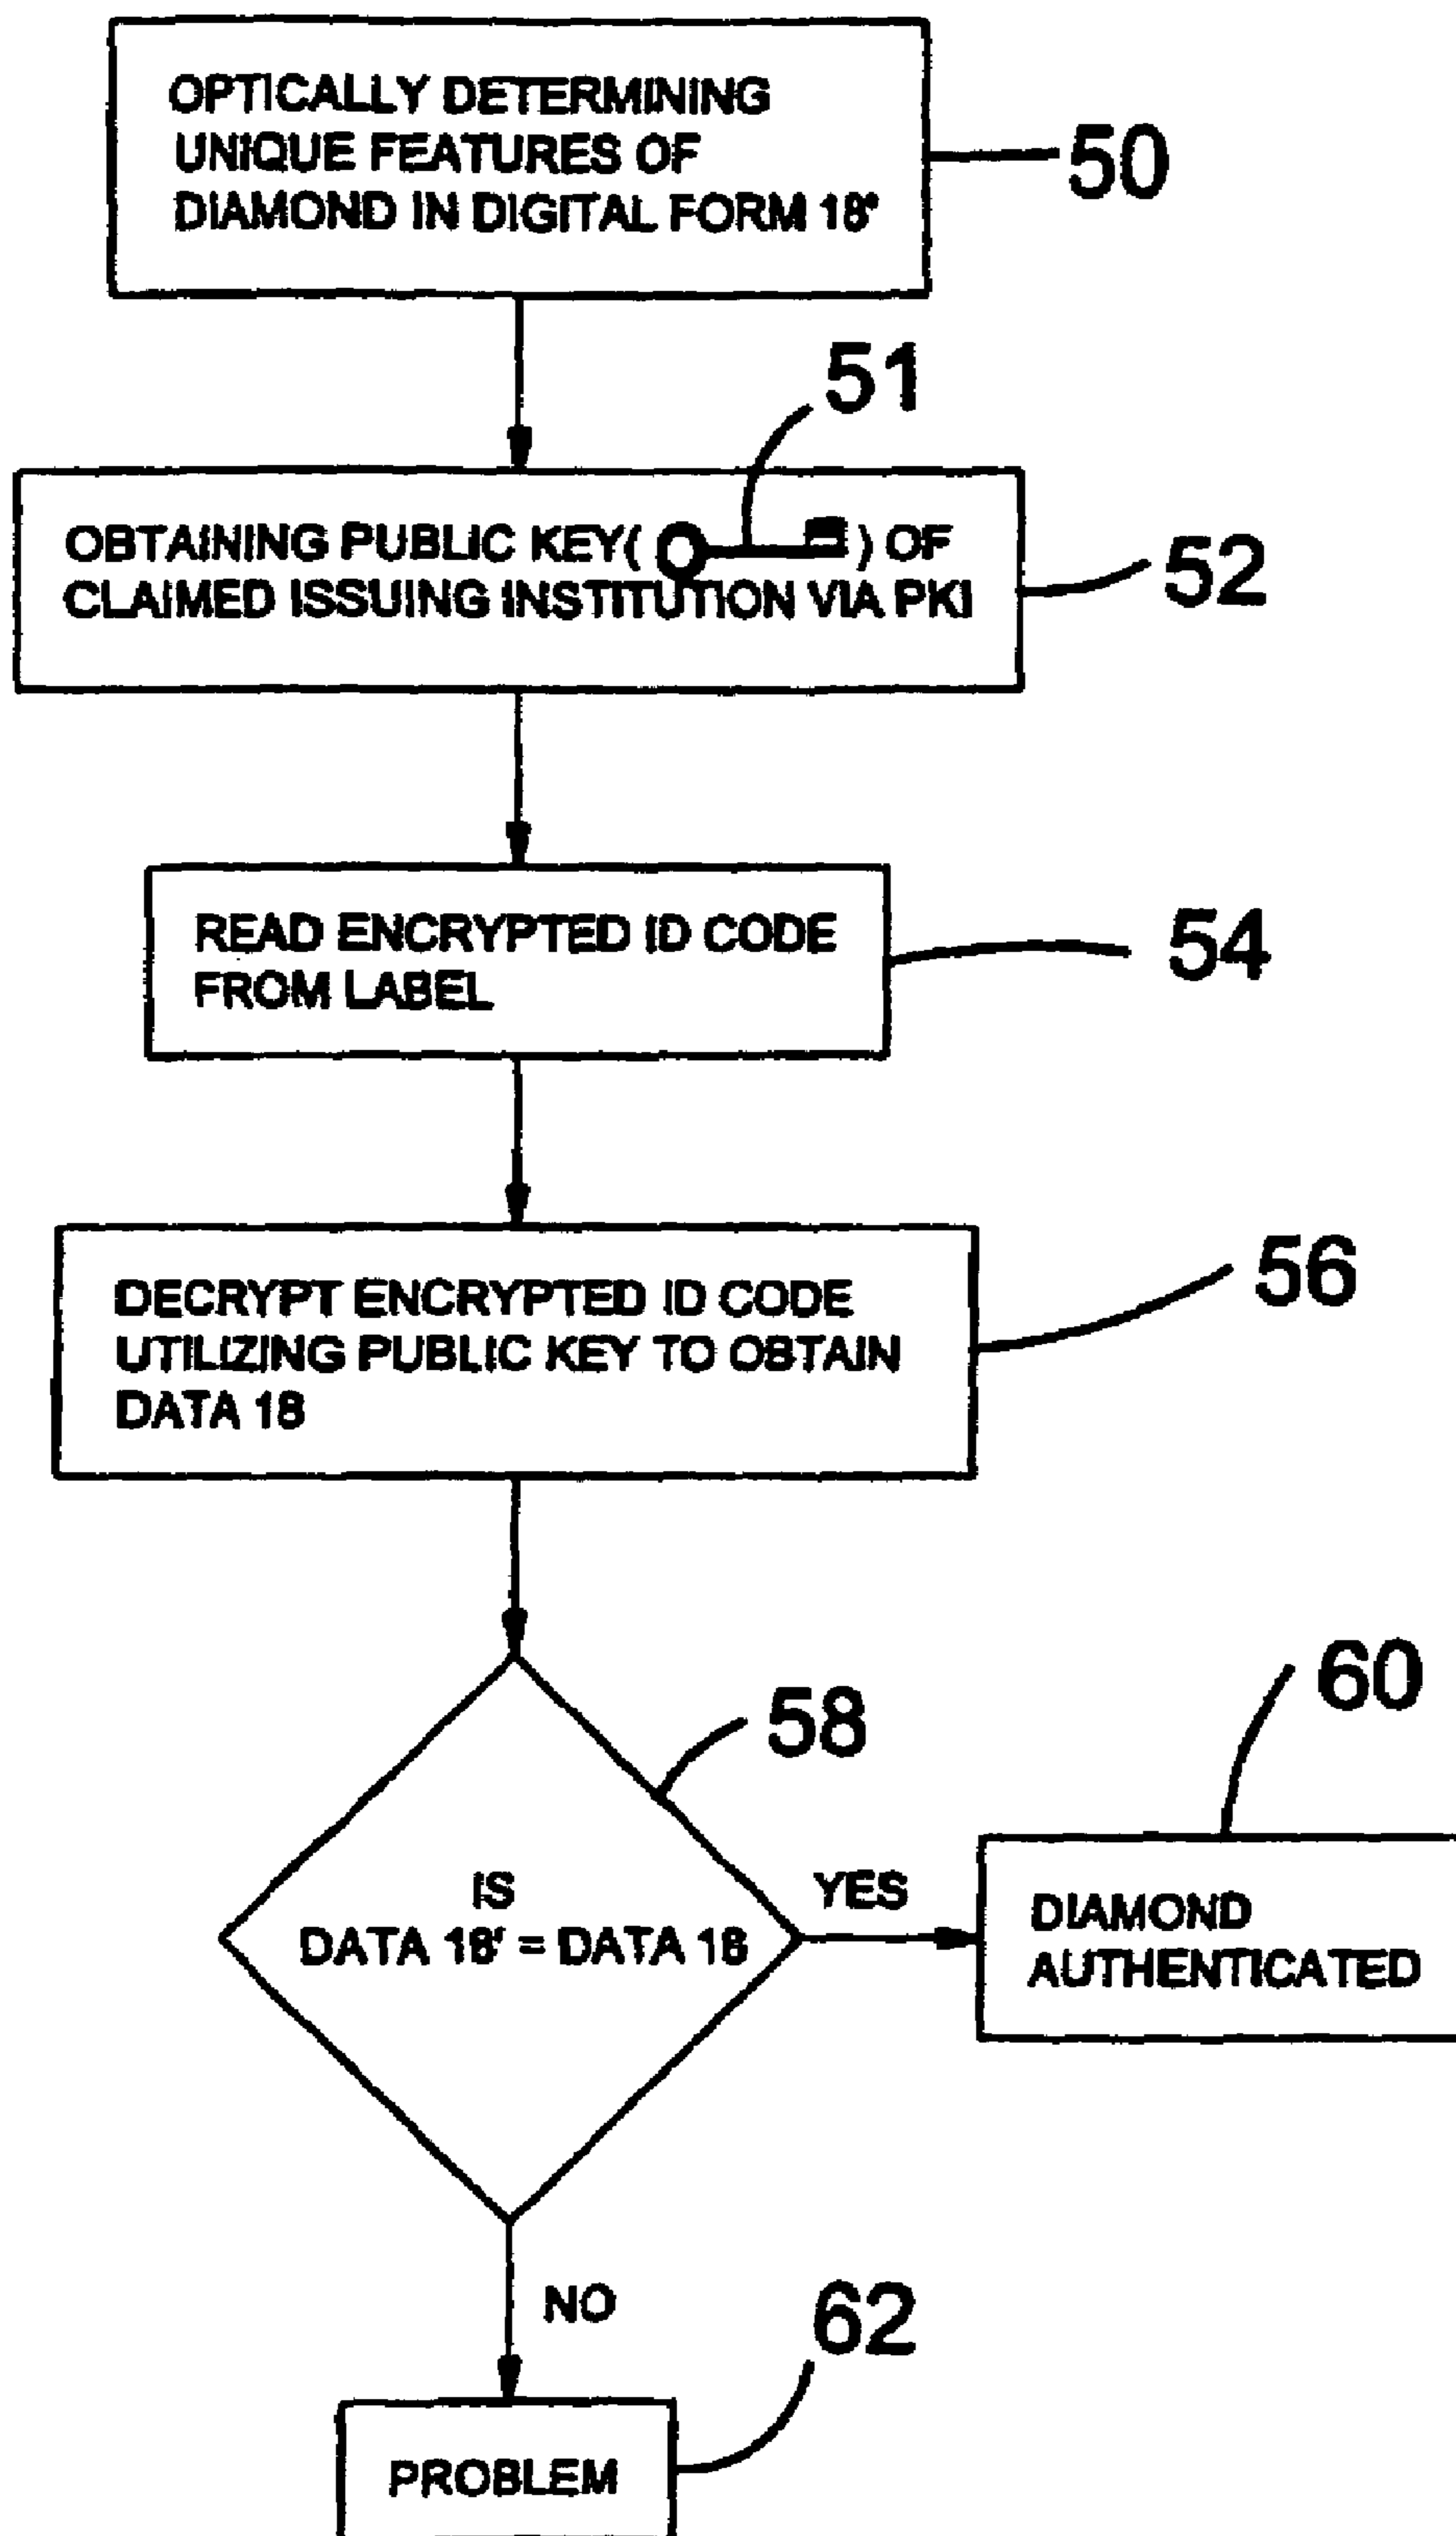 OPTICALLY DETERMINING
UNIQUE FEATURES OF
DIAMOND IN DIGITAL FORM 18'
50
51
OBTAINING PUBLIC KEY( ) OF
CLAIMED ISSUING INSTITUTION VIA PKI
52
READ ENCRYPTED ID CODE
FROM LABEL
54
DECRYPT ENCRYPTED ID CODE
UTILIZING PUBLIC KEY TO OBTAIN
DATA 18
56
58
IS
DATA 18' = DATA 18
YES
60
DIAMOND
AUTHENTICATED
NO
62
PROBLEM